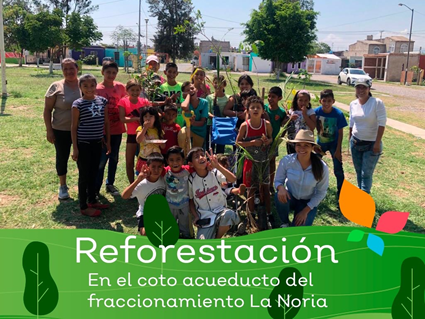 Reforestación
En el coto acueducto del
fraccionamiento La Noria